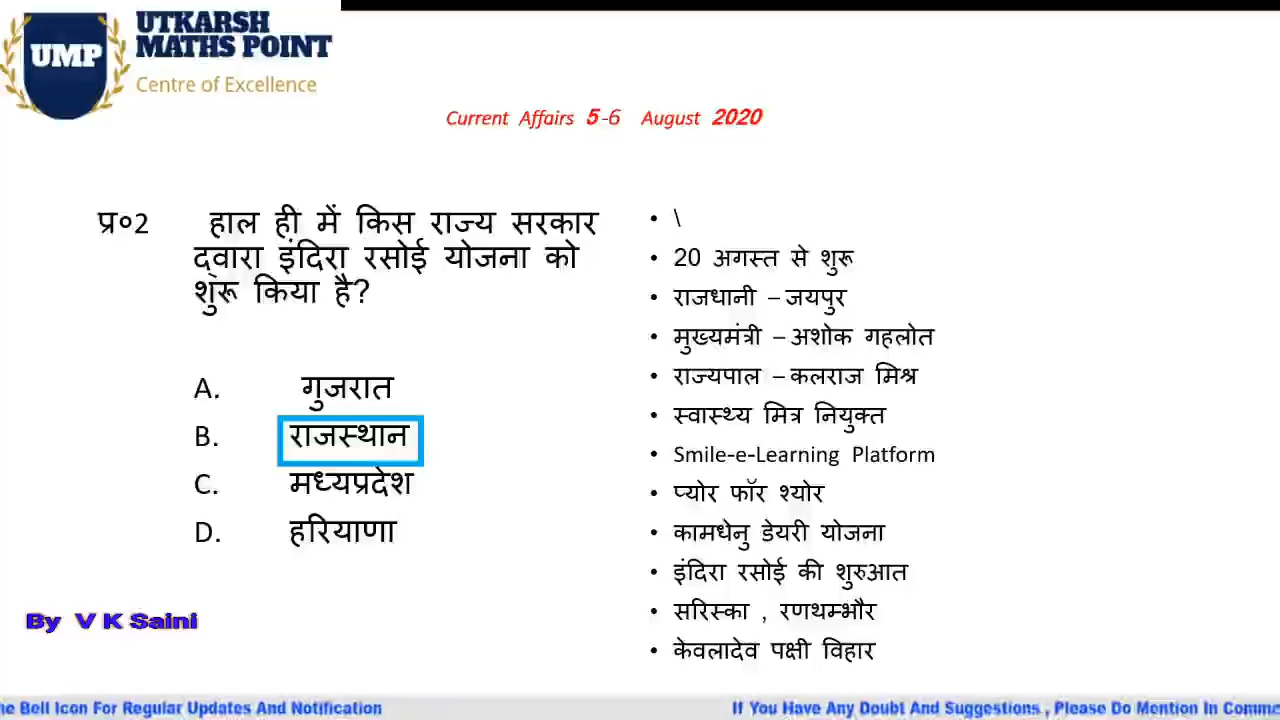 UTKARSH
MATHS POINT
UMP
Centre of Excellence
Current Affairs 5-6 August 2020
प्र०2 हाल ही में किस राज्य सरकार
द्वारा इंदिरा रसोई योजना को
शुरू किया है?
A. गुजरात
B. राजस्थान
C. मध्यप्रदेश
D. हरियाणा
• \
• 20 अगस्त से शुरू
• राजधानी – जयपुर
• मुख्यमंत्री – अशोक गहलोत
• राज्यपाल – कलराज मिश्र
• स्वास्थ्य मित्र नियुक्त
• Smile-e-Learning Platform
• प्योर फॉर श्योर
• कामधेनु डेयरी योजना
• इंदिरा रसोई की शुरुआत
• सरिस्का , रणथम्भौर
• केवलादेव पक्षी विहार
By V K Saini
he Bell Icon For Regular Updates And Notification
If You Have Any Doubt And Suggestions , Please Do Mention In Comme